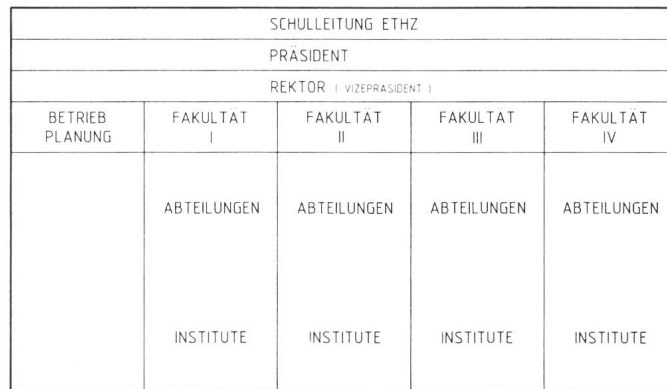 SCHULLEITUNG ETHZ
PRÄSIDENT
REKTOR ( VIZEPRÄSIDENT )
BETRIEB PLANUNG
FAKULTÄT I
FAKULTÄT II
FAKULTÄT III
FAKULTÄT IV
ABTEILUNGEN ABTEILUNGEN ABTEILUNGEN ABTEILUNGEN
INSTITUTE INSTITUTE INSTITUTE INSTITUTE